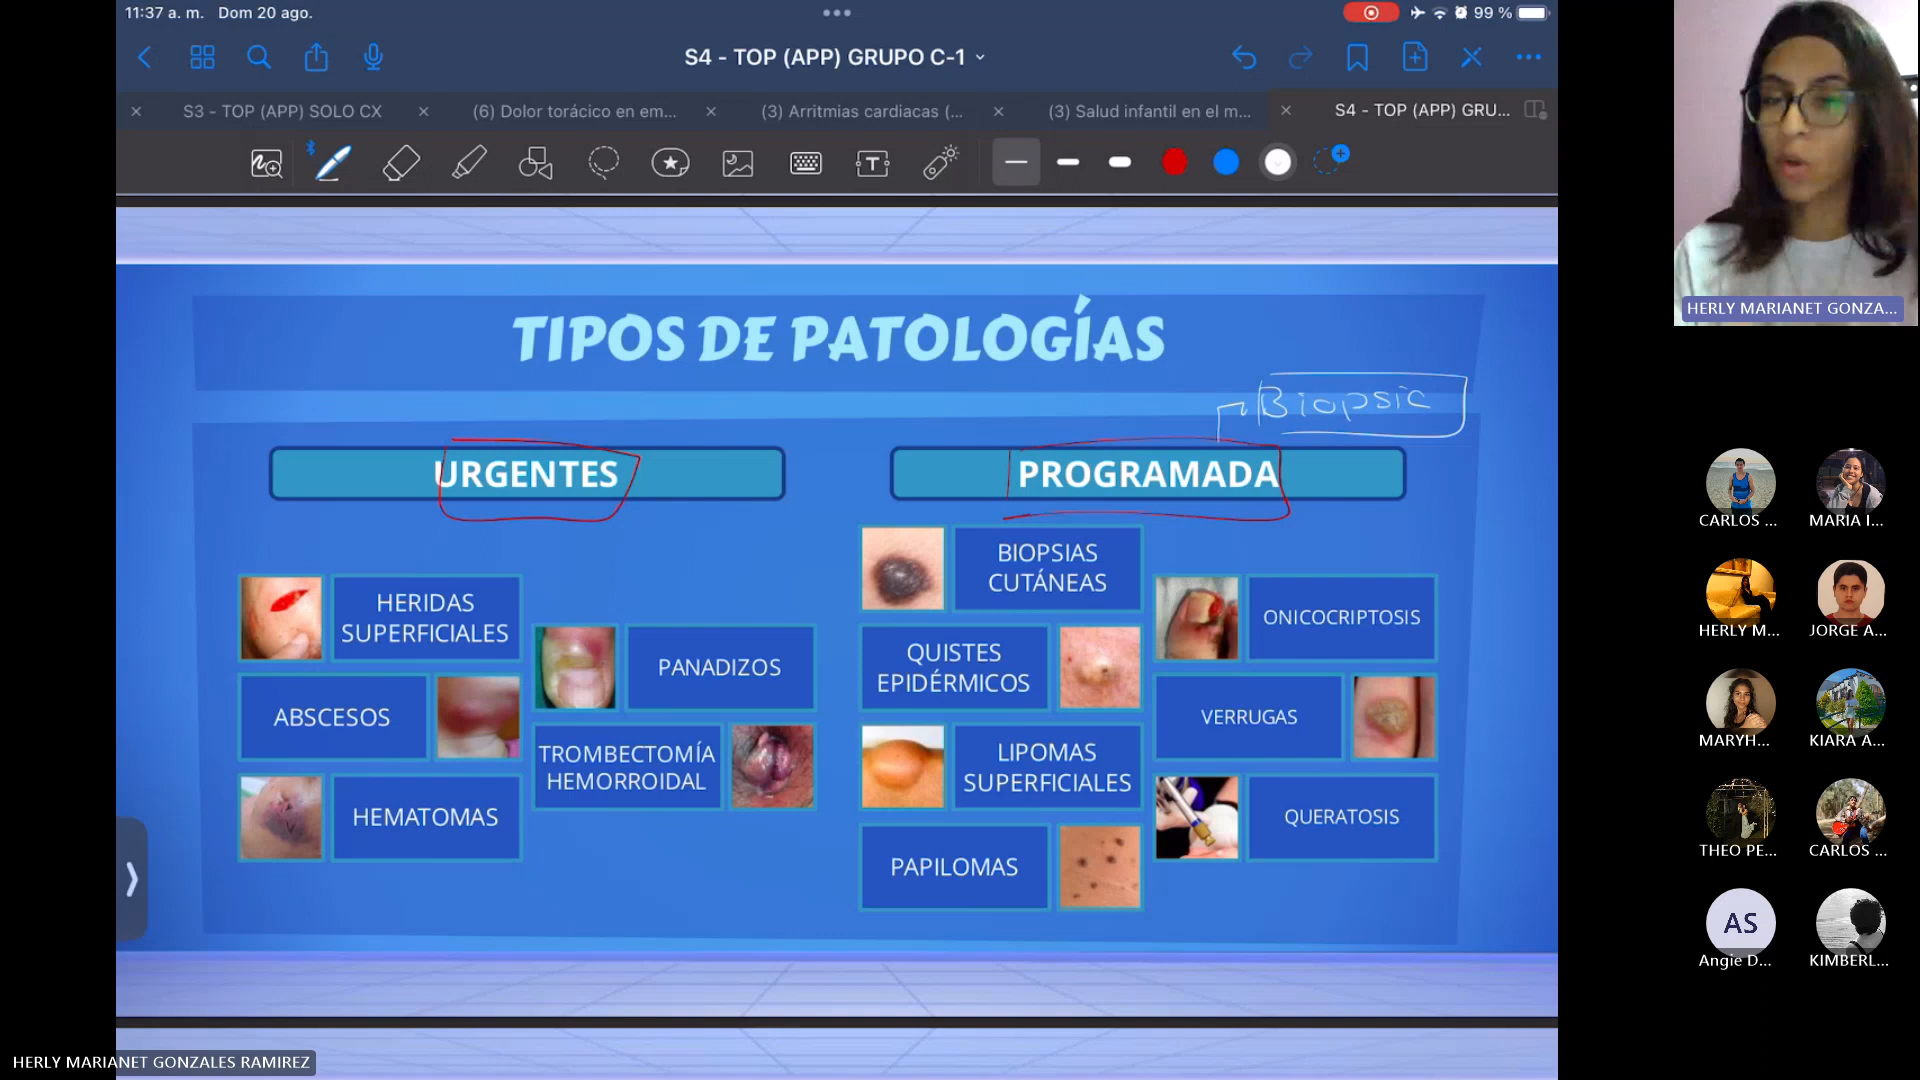 11:37 a. m. Dom 20 ago.
99 %
S4 - TOP (APP) GRUPO C-1
S3 - TOP (APP) SOLO CX
(6) Dolor torácico en em...
(3) Arritmias cardiacas (...
(3) Salud infantil en el m...
S4 - TOP (APP) GRU...
TIPOS DE PATOLOGÍAS
Biopsia
URGENTES
PROGRAMADA
HERIDAS
SUPERFICIALES
ABSCESOS
HEMATOMAS
PANADIZOS
TROMBECTOMÍA
HEMORROIDAL
BIOPSIAS
CUTÁNEAS
QUISTES
EPIDÉRMICOS
LIPOMAS
SUPERFICIALES
PAPILOMAS
ONICOCRIPTOSIS
VERRUGAS
QUERATOSIS
HERLY MARIANET GONZA...
CARLOS ...
MARIA I...
HERLY M...
JORGE A...
MARYH...
KIARA A...
THEO PE...
CARLOS ...
AS
Angie D...
KIMBERL...
HERLY MARIANET GONZALES RAMIREZ